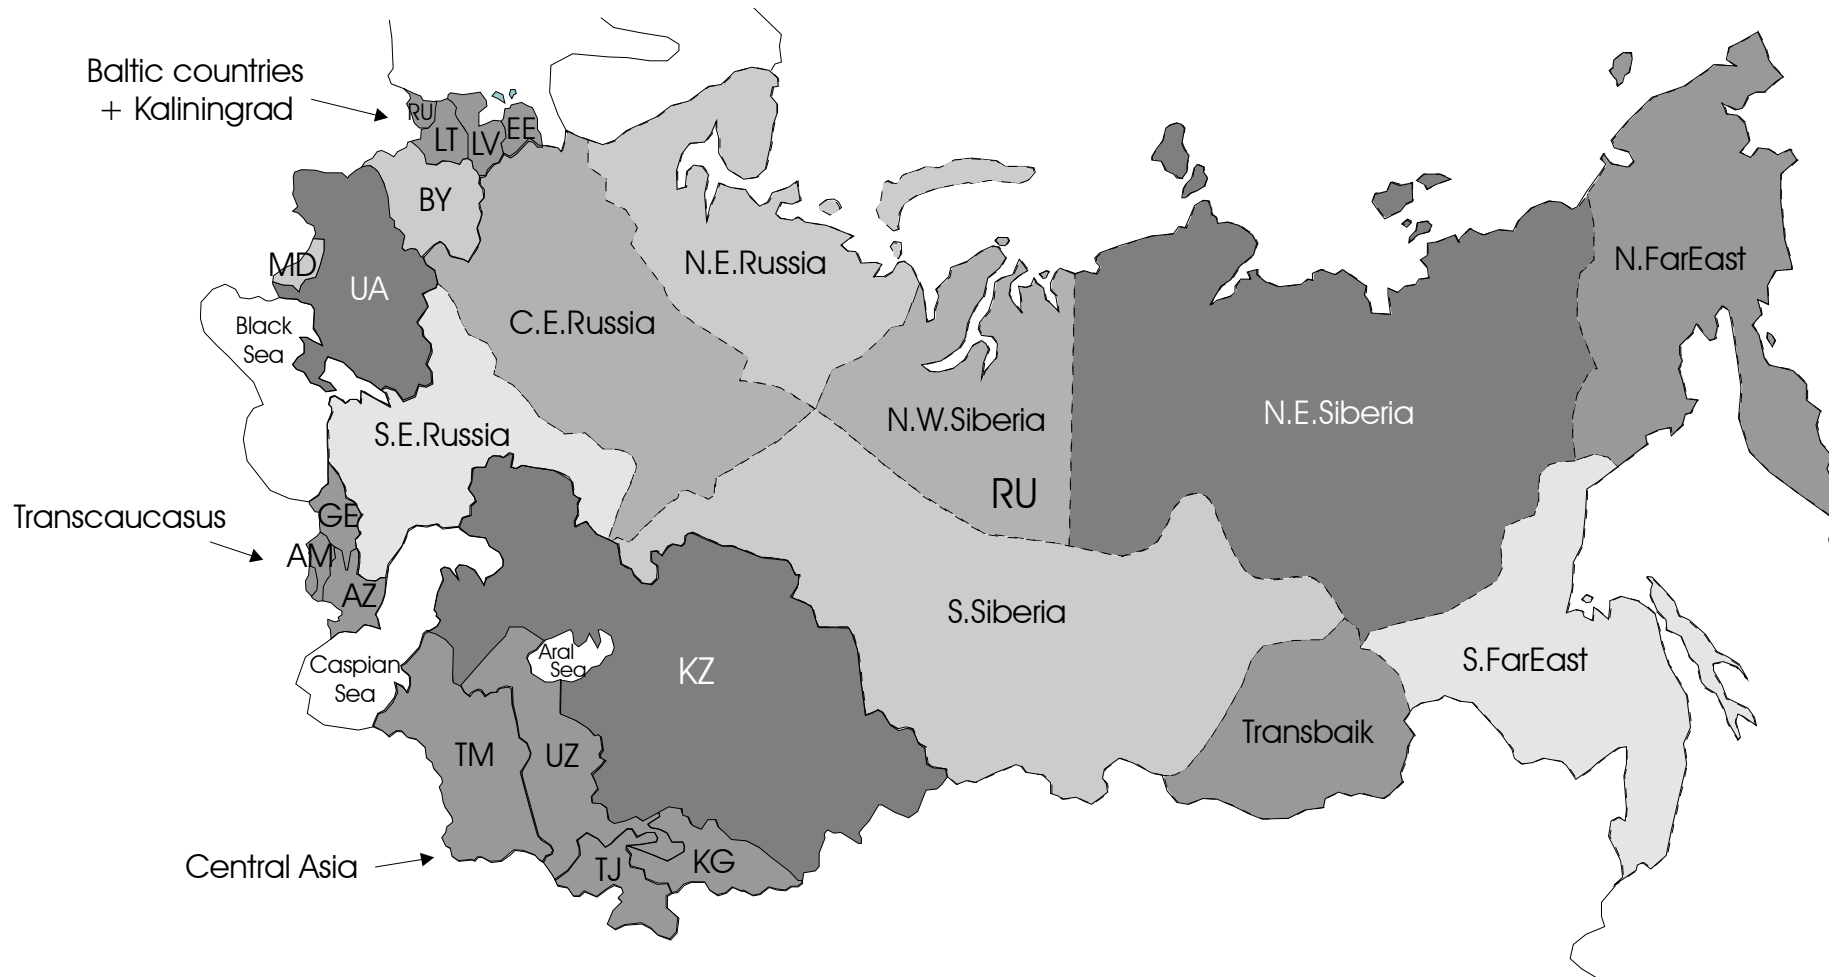 Baltic countries
+ Kaliningrad
RU
LT
LV
EE
BY
MD
UA
N.E.Russia
N.FarEast
Black
Sea
C.E.Russia
N.W.Siberia
N.E.Siberia
S.E.Russia
RU
Transcaucasus
GE
AM
AZ
S.Siberia
Caspian
Sea
Aral
Sea
KZ
S.FarEast
TM
UZ
Transbaik
Central Asia
TJ
KG